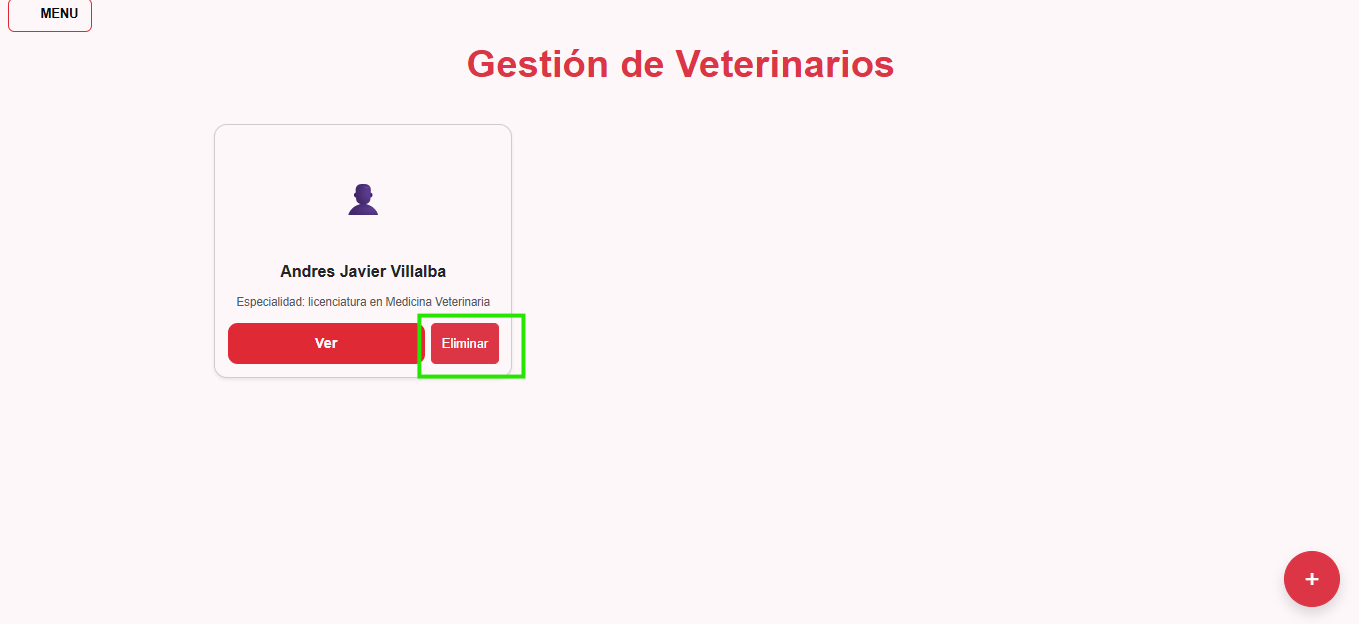 MENU
Gestión de Veterinarios
Andres Javier Villalba
Especialidad: licenciatura en Medicina Veterinaria
Ver
Eliminar
+